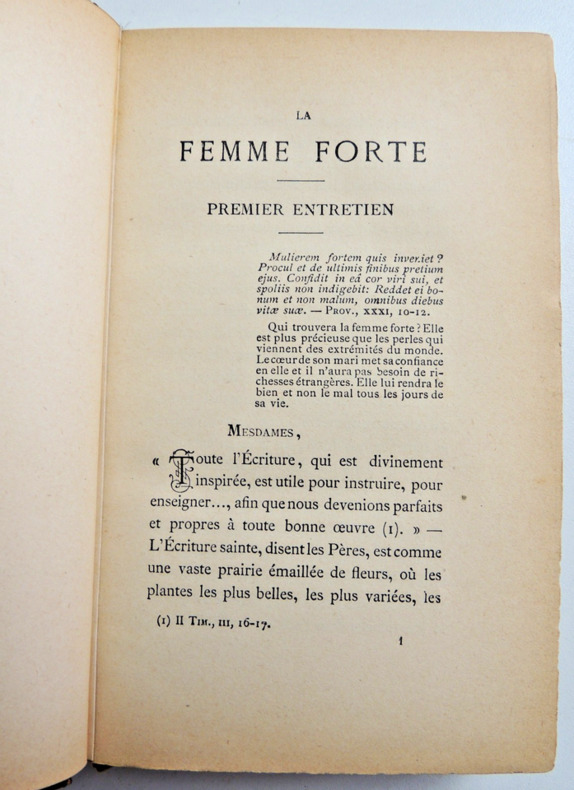 LA
FEMME FORTE
PREMIER ENTRETIEN
Mulierem fortem quis inveniet ?
Procul et de ultimis finibus pretium
ejus. Confidit in eâ cor viri sui, et
spoliis non indigebit: Reddet ei bo-
num et non malum, omnibus diebus
vitæ suæ. — PROV., XXXI, 10-12.
Qui trouvera la femme forte ? Elle
est plus précieuse que les perles qui
viennent des extrémités du monde.
Le cœur de son mari met sa confiance
en elle et il n'aura pas besoin de ri-
chesses étrangères. Elle lui rendra le
bien et non le mal tous les jours de
sa vie.
MESDAMES,
« Toute l'Écriture, qui est divinement
inspirée, est utile pour instruire, pour
enseigner..., afin que nous devenions parfaits
et propres à toute bonne œuvre (1). » —
L'Écriture sainte, disent les Pères, est comme
une vaste prairie émaillée de fleurs, où les
plantes les plus belles, les plus variées, les
(1) II TIM., III, 16-17.
1